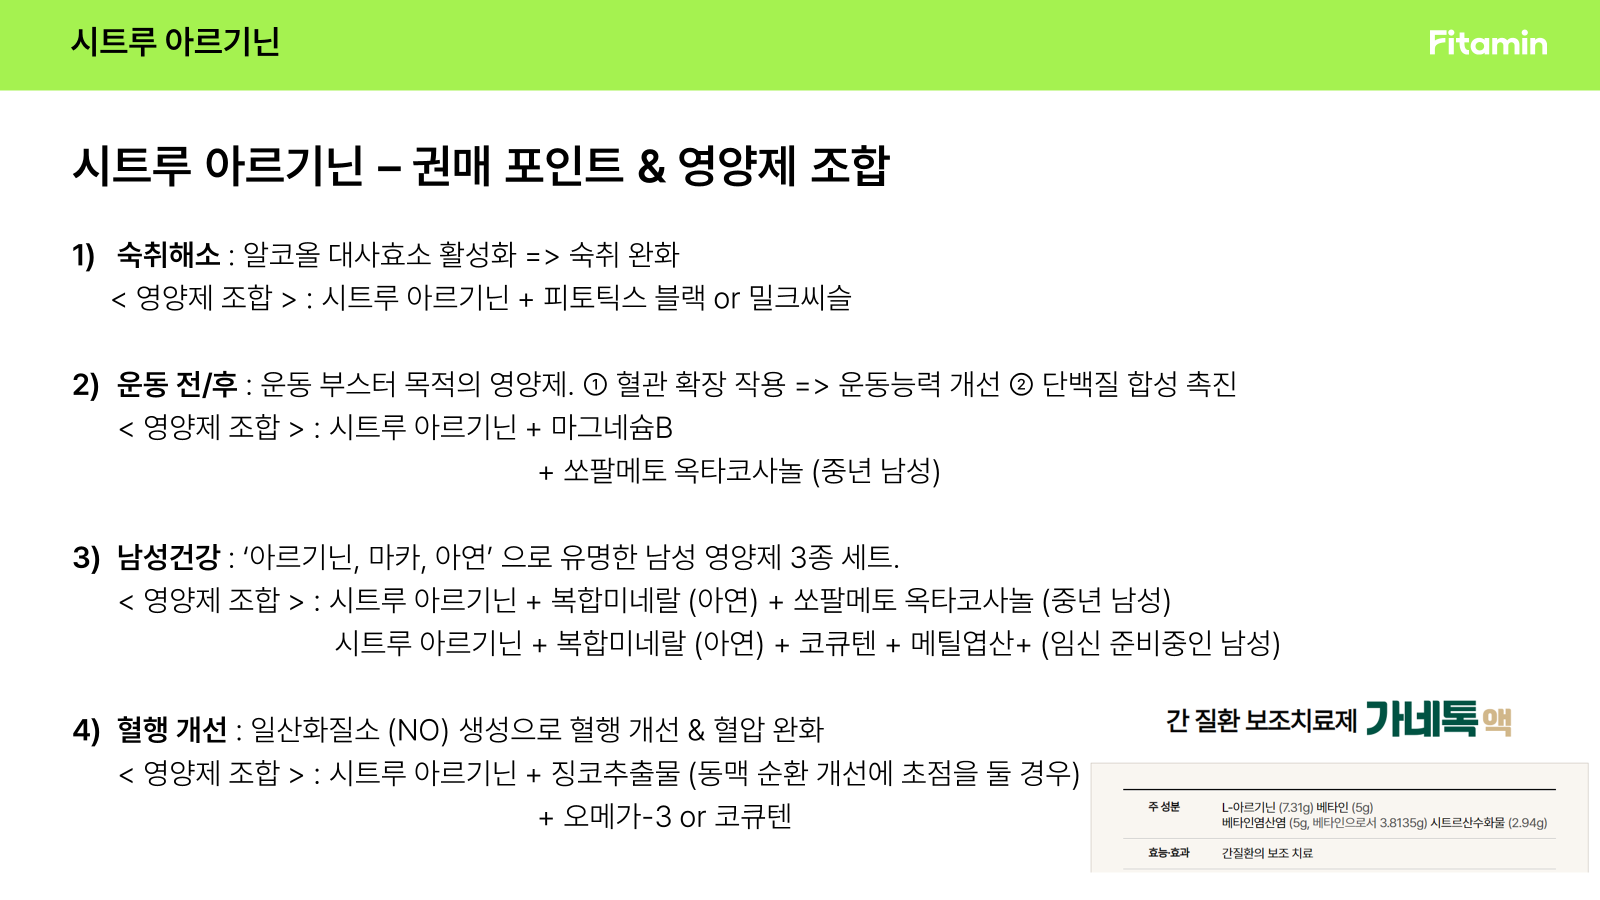 시트루 아르기닌
Fitamin
시트루 아르기닌 – 권매 포인트 & 영양제 조합
1) 숙취해소 : 알코올 대사효소 활성화 => 숙취 완화
< 영양제 조합 > : 시트루 아르기닌 + 피토틱스 블랙 or 밀크씨슬
2) 운동 전/후 : 운동 부스터 목적의 영양제. ① 혈관 확장 작용 => 운동능력 개선 ② 단백질 합성 촉진
< 영양제 조합 > : 시트루 아르기닌 + 마그네슘B
+ 쏘팔메토 옥타코사놀 (중년 남성)
3) 남성건강 : ‘아르기닌, 마카, 아연’ 으로 유명한 남성 영양제 3종 세트.
< 영양제 조합 > : 시트루 아르기닌 + 복합미네랄 (아연) + 쏘팔메토 옥타코사놀 (중년 남성)
시트루 아르기닌 + 복합미네랄 (아연) + 코큐텐 + 메틸엽산+ (임신 준비중인 남성)
4) 혈행 개선 : 일산화질소 (NO) 생성으로 혈행 개선 & 혈압 완화
< 영양제 조합 > : 시트루 아르기닌 + 징코추출물 (동맥 순환 개선에 초점을 둘 경우)
+ 오메가-3 or 코큐텐
간 질환 보조치료제 가네톡액
주 성분 L-아르기닌 (7.31g) 베타인 (5g)
베타인염산염 (5g, 베타인으로서 3.8135g) 시트르산수화물 (2.94g)
효능·효과 간질환의 보조 치료